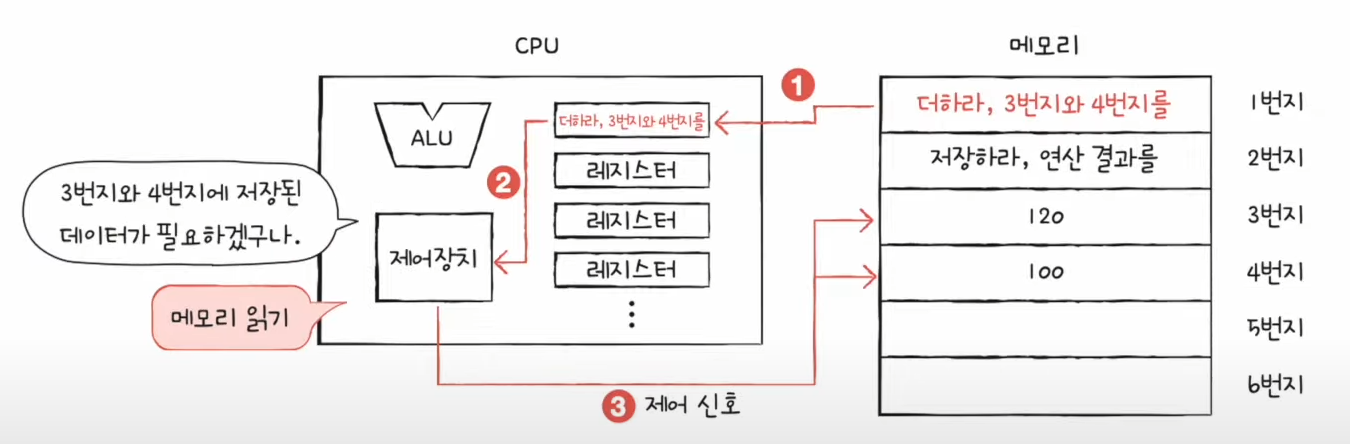 CPU
메모리
1
더하라, 3번지와 4번지를
1번지
ALU
더하라, 3번지와 4번지를
저장하라, 연산 결과를
2번지
2
레지스터
3번지와 4번지에 저장된
데이터가 필요하겠구나.
레지스터
120
3번지
제어장치
레지스터
100
4번지
메모리 읽기
5번지
6번지
3 제어 신호